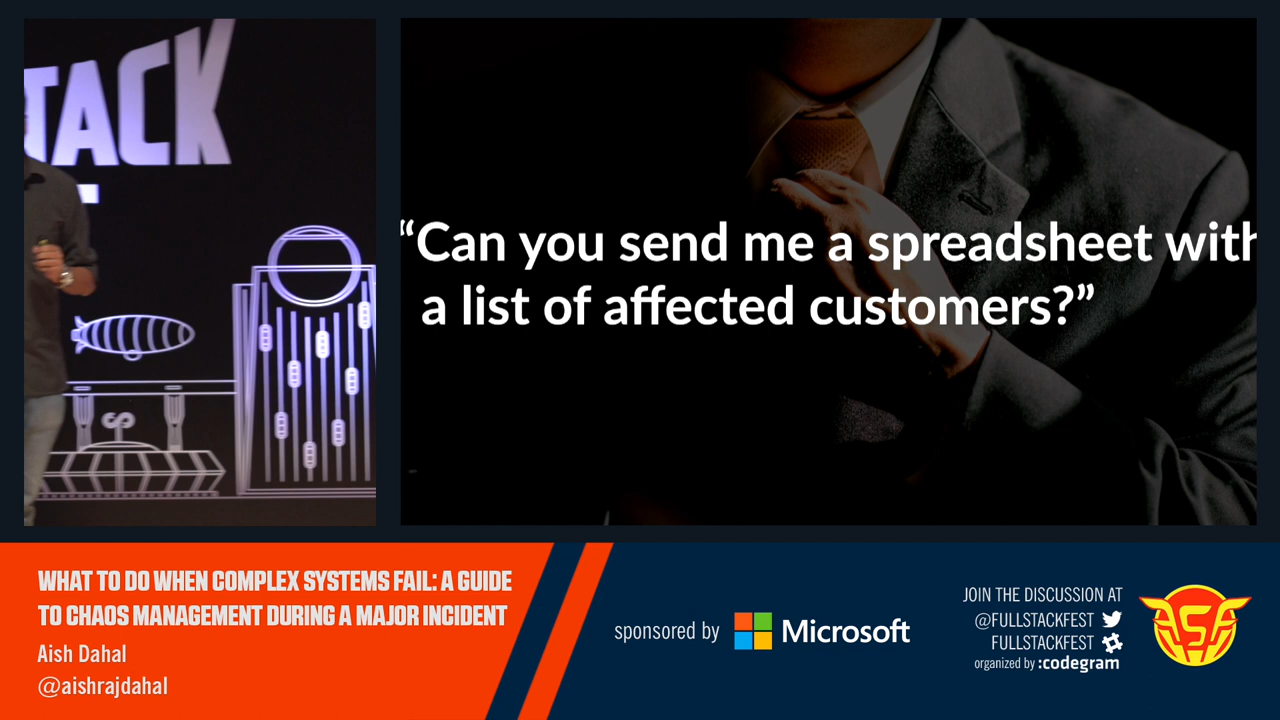 TACK
“Can you send me a spreadsheet with
a list of affected customers?”
WHAT TO DO WHEN COMPLEX SYSTEMS FAIL: A GUIDE
TO CHAOS MANAGEMENT DURING A MAJOR INCIDENT
Aish Dahal
@aishrajdahal
sponsored by Microsoft
JOIN THE DISCUSSION AT
@FULLSTACKFEST
FULLSTACKFEST
organized by :codegram
FSF